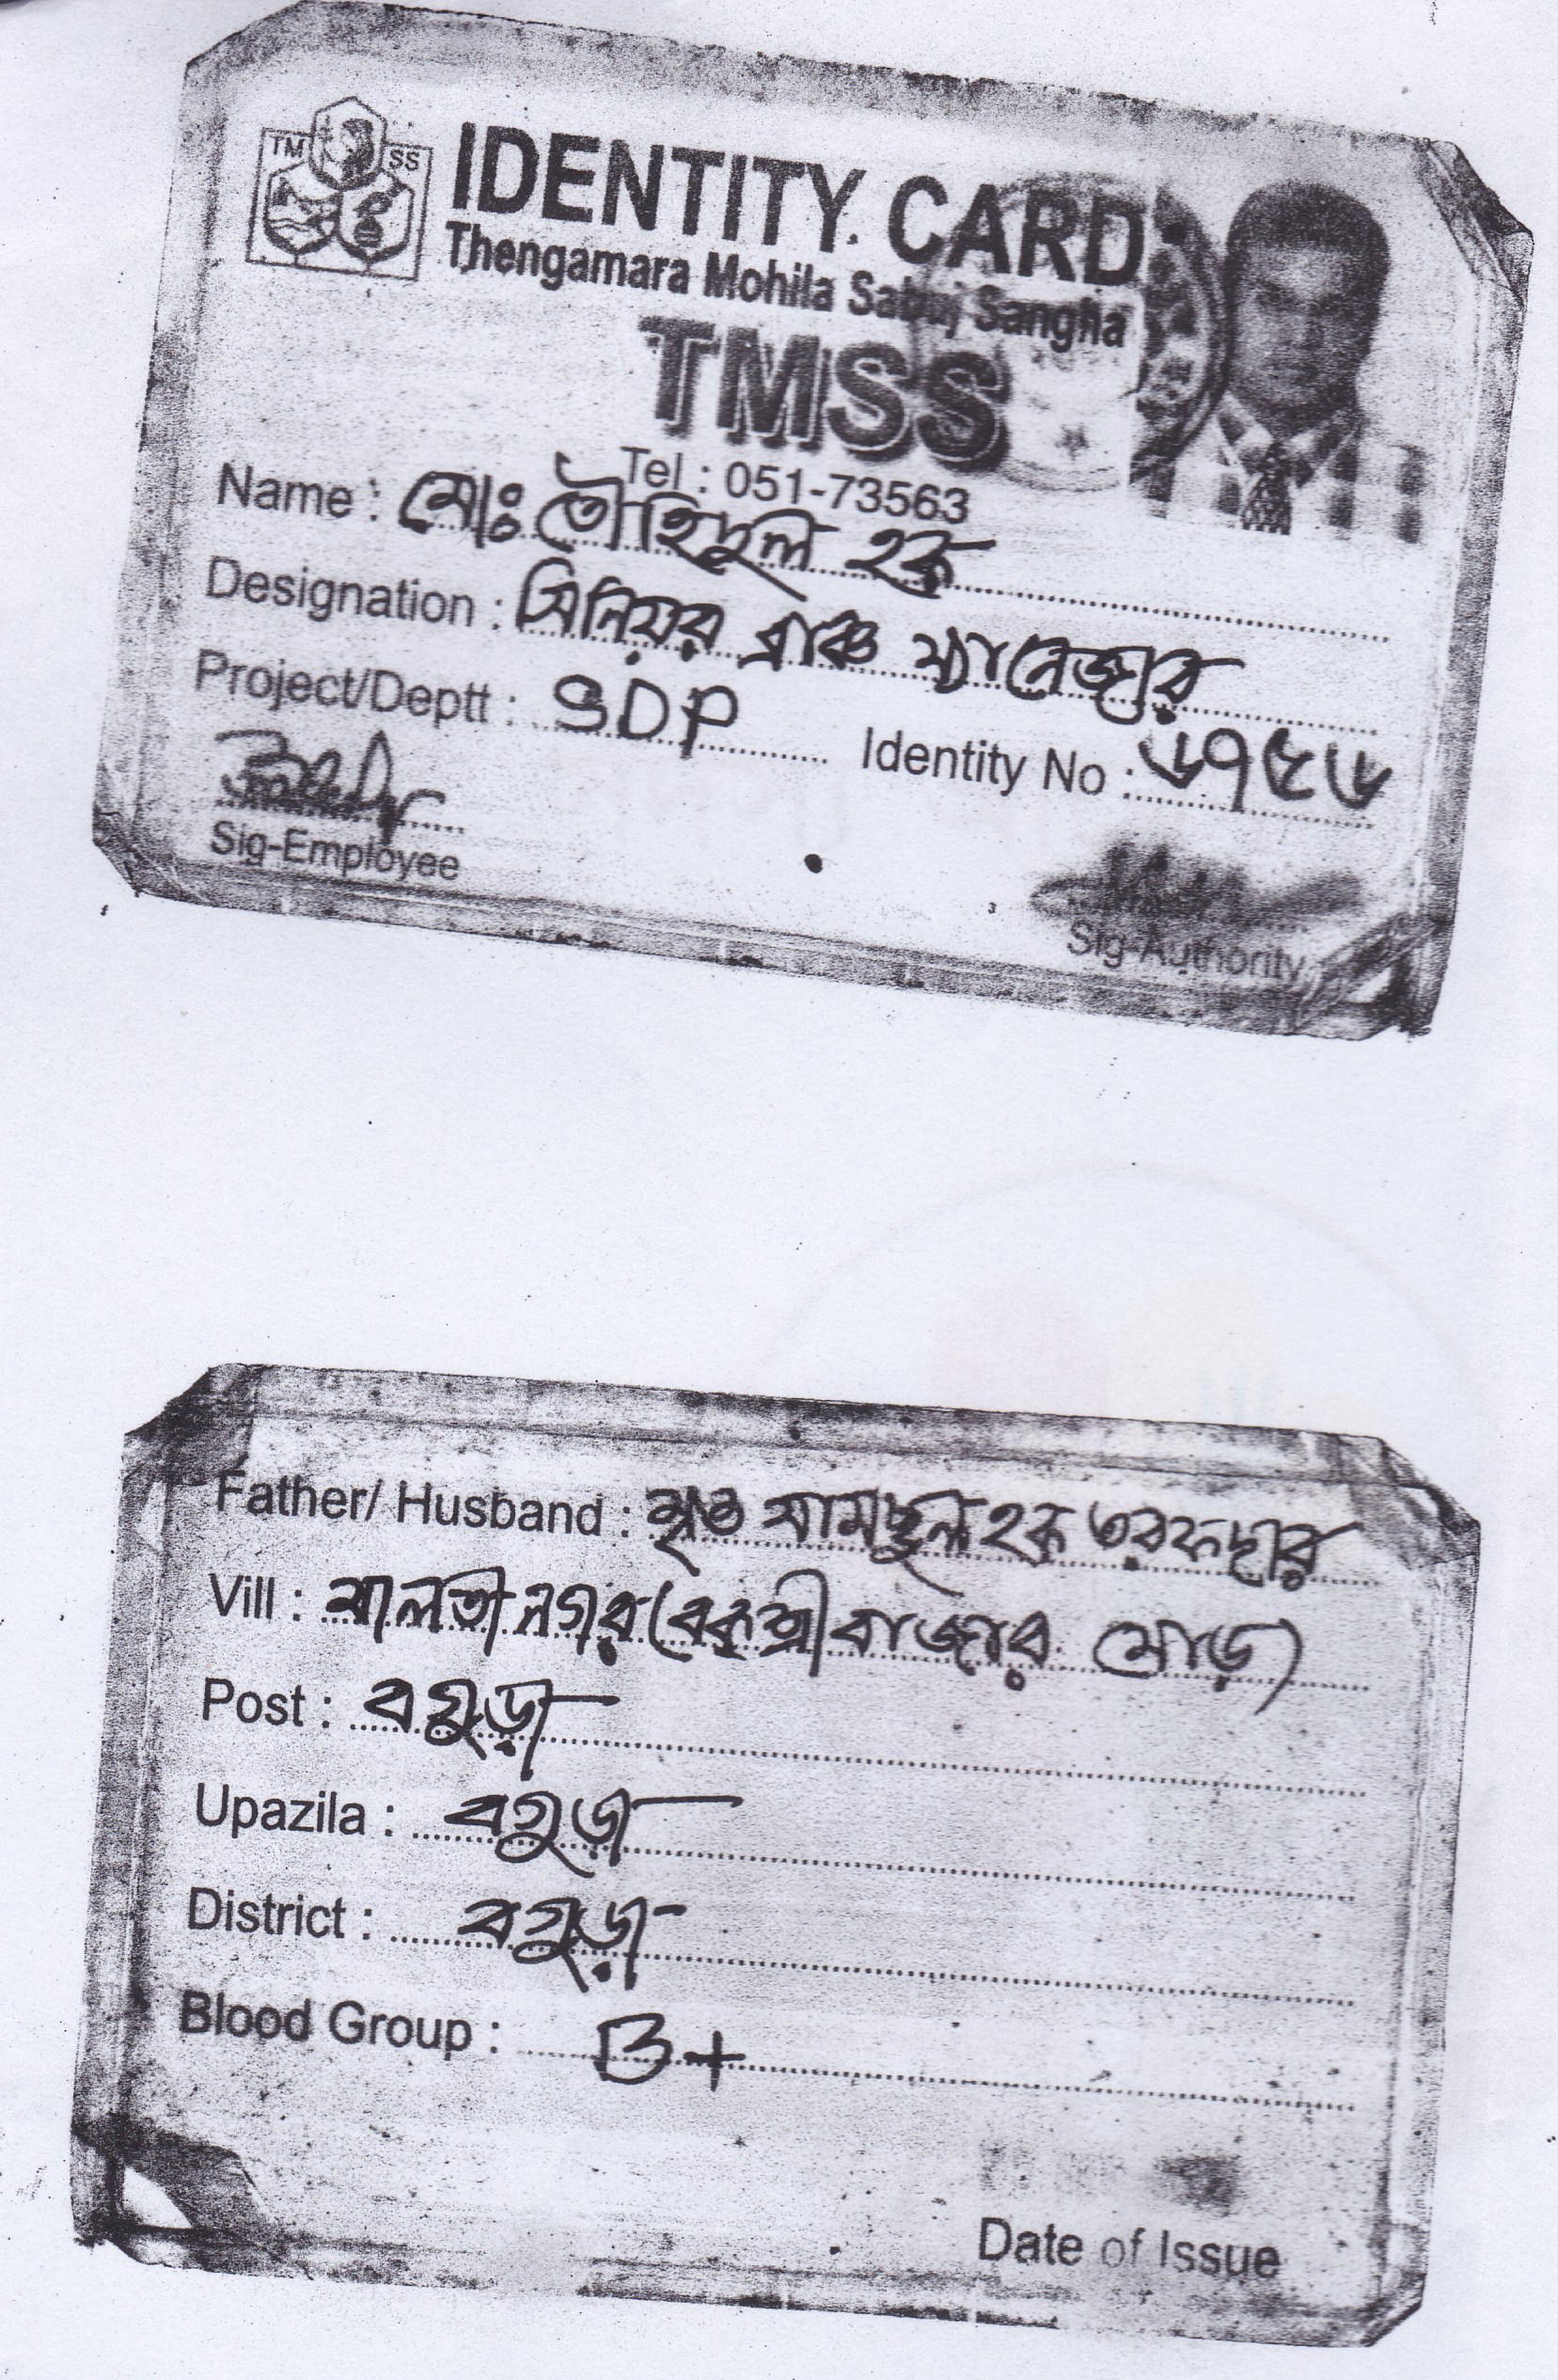 TM SS
IDENTITY CARD
Thengamara Mohila Sabuj Sangha
TMSS
Tel : 051-73563
Name : মোঃ তৌহিদুল হক
Designation : সিনিয়র ব্রাঞ্চ ম্যানেজার
Project/Deptt : SDP Identity No : ৬৭৫৬
Sig-Employee
Sig-Authority
Father/ Husband : মৃত সামছুল হক তরফদার
Vill : মালতীনগর (বকশীবাজার মোড়)
Post : বগুড়া
Upazila : বগুড়া
District : বগুড়া
Blood Group : B+
Date of Issue